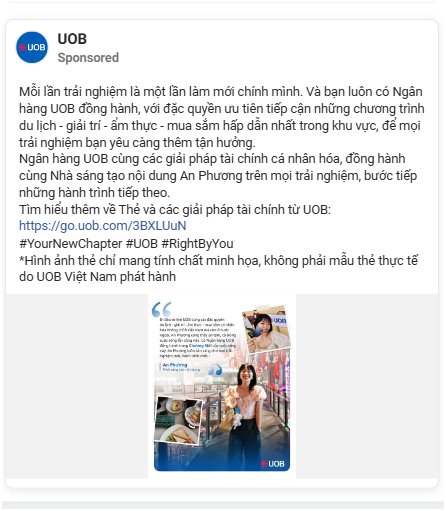 UOB
UOB
Sponsored
Mỗi lần trải nghiệm là một lần làm mới chính mình. Và bạn luôn có Ngân
hàng UOB đồng hành, với đặc quyền ưu tiên tiếp cận những chương trình
du lịch - giải trí - ẩm thực - mua sắm hấp dẫn nhất trong khu vực, để mọi
trải nghiệm bạn yêu càng thêm tận hưởng.
Ngân hàng UOB cùng các giải pháp tài chính cá nhân hóa, đồng hành
cùng Nhà sáng tạo nội dung An Phương trên mọi trải nghiệm, bước tiếp
những hành trình tiếp theo.
Tìm hiểu thêm về Thẻ và các giải pháp tài chính từ UOB:
https://go.uob.com/3BXLUuN
#YourNewChapter #UOB #RightByYou
*Hình ảnh thẻ chỉ mang tính chất minh họa, không phải mẫu thẻ thực tế
do UOB Việt Nam phát hành
UOB
An Phương
UOB